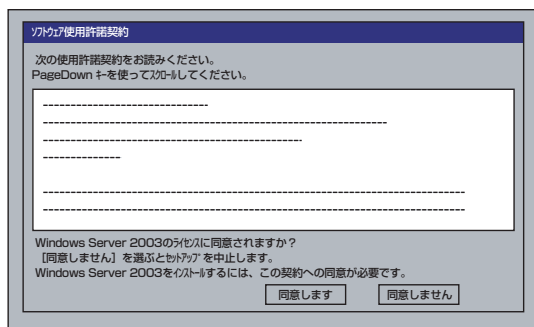 ソフトウェア使用許諾契約
次の使用許諾契約をお読みください。
PageDown キーを使ってスクロールしてください。
Windows Server 2003のライセンスに同意されますか？
［同意しません］を選ぶとセットアップを中止します。
Windows Server 2003をインストールするには、この契約への同意が必要です。
同意します
同意しません